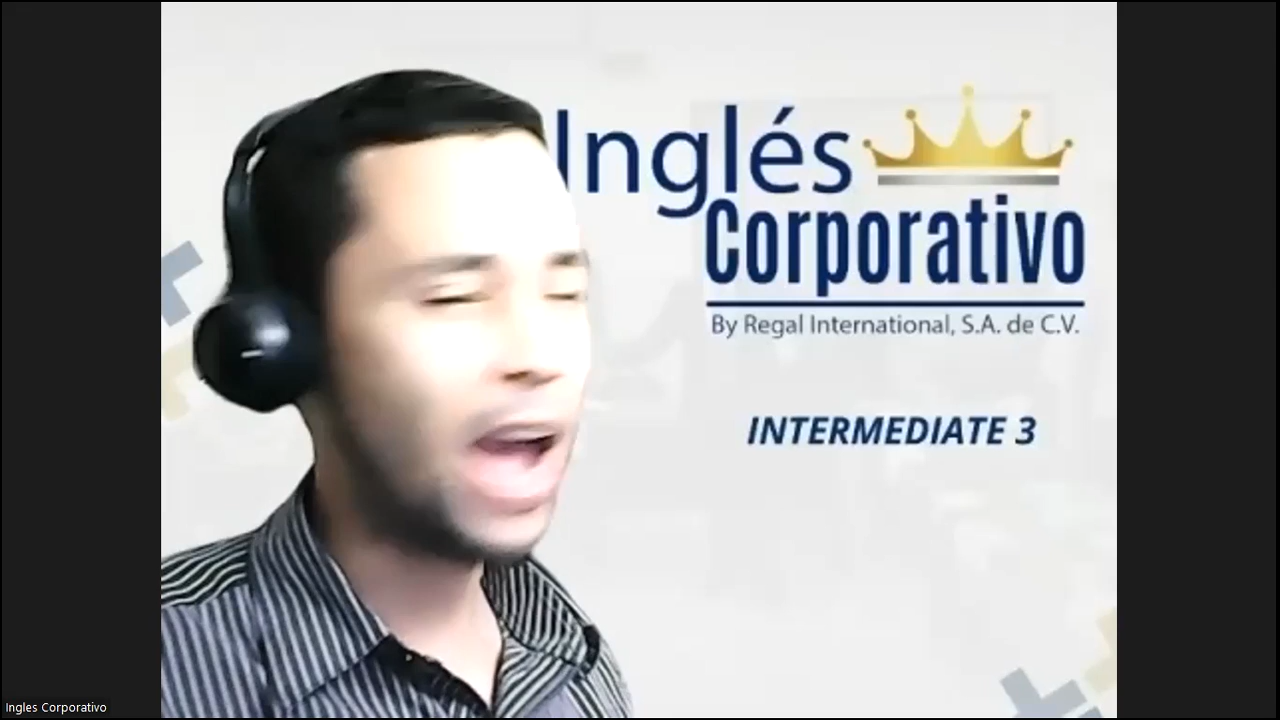 Inglés
Corporativo
By Regal International, S.A. de C.V.
INTERMEDIATE 3
Ingles Corporativo